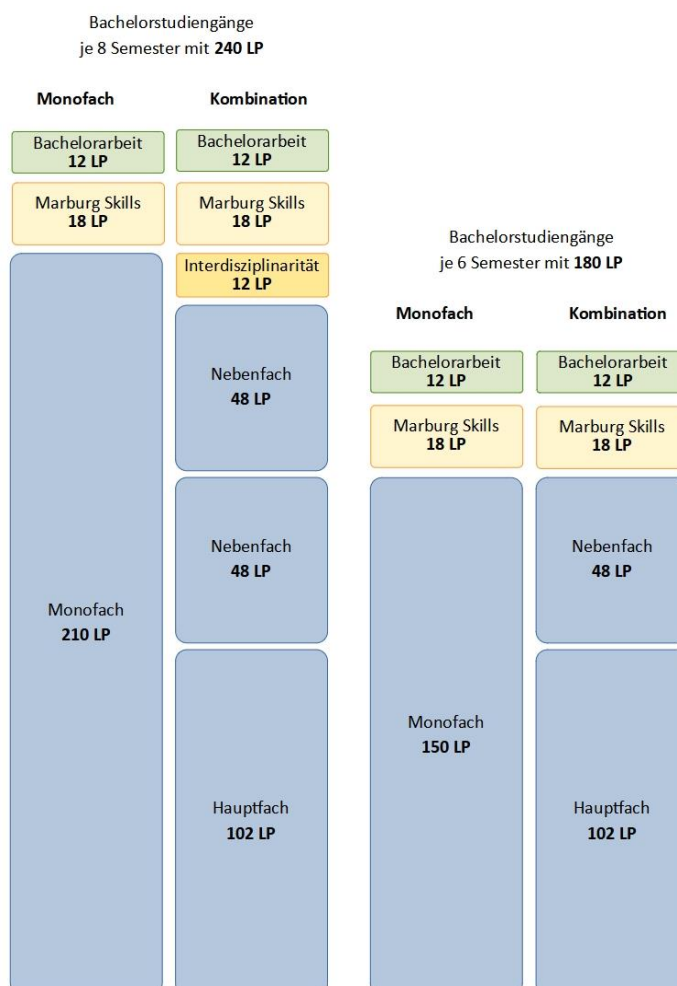 Bachelorstudiengänge
je 8 Semester mit 240 LP
Monofach
Bachelorarbeit
12 LP
Marburg Skills
18 LP
Monofach
210 LP
Kombination
Bachelorarbeit
12 LP
Marburg Skills
18 LP
Interdisziplinarität
12 LP
Nebenfach
48 LP
Nebenfach
48 LP
Hauptfach
102 LP
Bachelorstudiengänge
je 6 Semester mit 180 LP
Monofach
Bachelorarbeit
12 LP
Marburg Skills
18 LP
Monofach
150 LP
Kombination
Bachelorarbeit
12 LP
Marburg Skills
18 LP
Nebenfach
48 LP
Hauptfach
102 LP